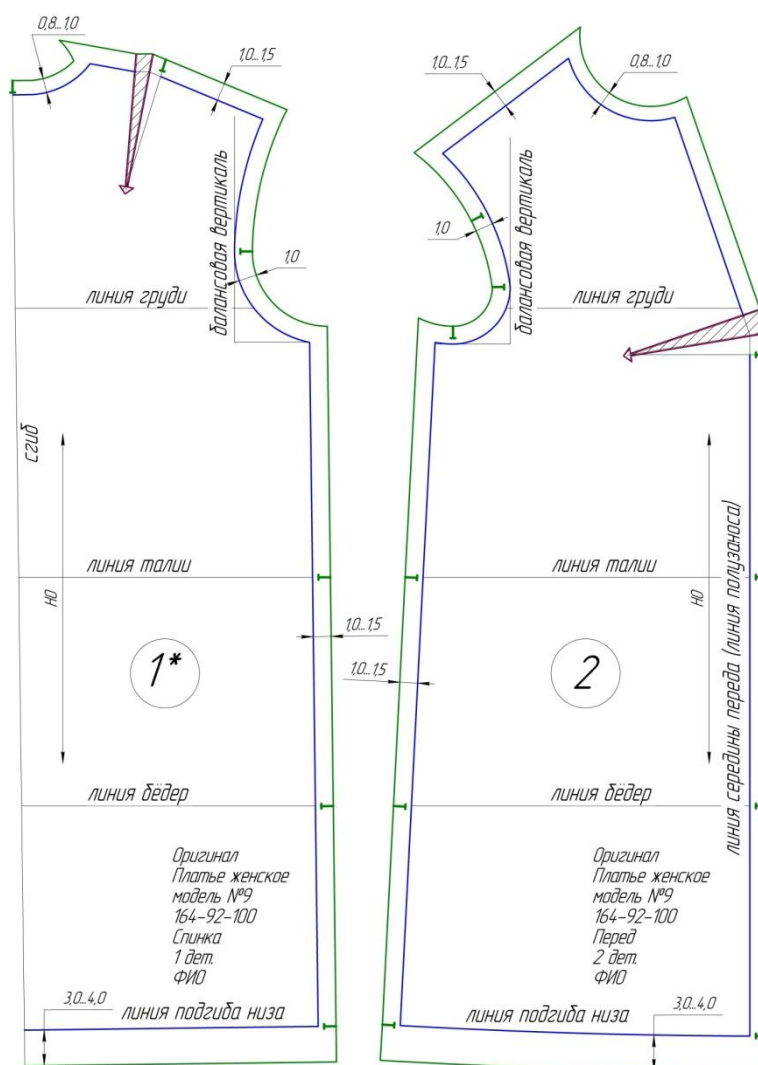 0,8...1,0
1,0...1,5
балансовая вертикаль
1,0
линия груди
сгиб
НО
линия талии
1,0...1,5
1*
линия бёдер
Оригинал
Платье женское
модель №9
164-92-100
Спинка
1 дет.
ФИО
3,0...4,0
линия подгиба низа
1,0...1,5
0,8...1,0
1,0
балансовая вертикаль
линия груди
линия талии
НО
1,0...1,5
2
линия середины переда (линия полузаноса)
линия бёдер
Оригинал
Платье женское
модель №9
164-92-100
Перед
2 дет.
ФИО
линия подгиба низа
3,0...4,0